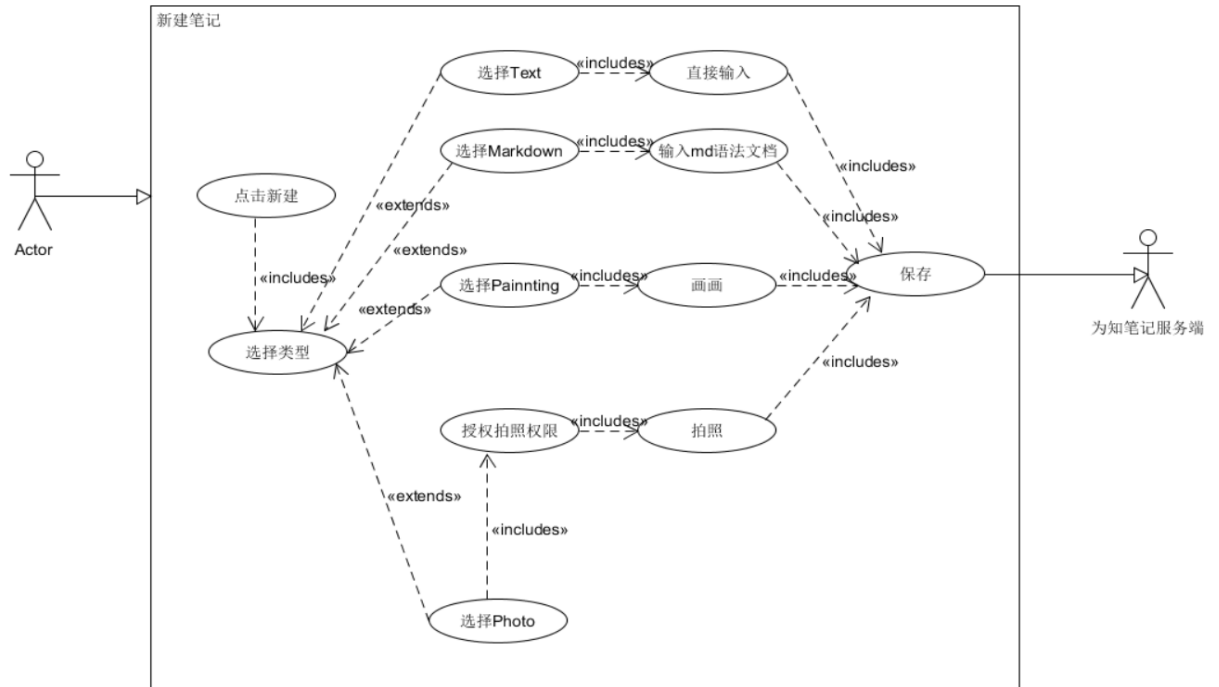 新建笔记
选择Text
«includes»
直接输入
选择Markdown
«includes»
输入md语法文档
«includes»
点击新建
«extends»
«includes»
Actor
«extends»
«includes»
选择Painnting
«includes»
画画
«includes»
保存
«extends»
为知笔记服务端
选择类型
«includes»
授权拍照权限
«includes»
拍照
«extends»
«includes»
选择Photo